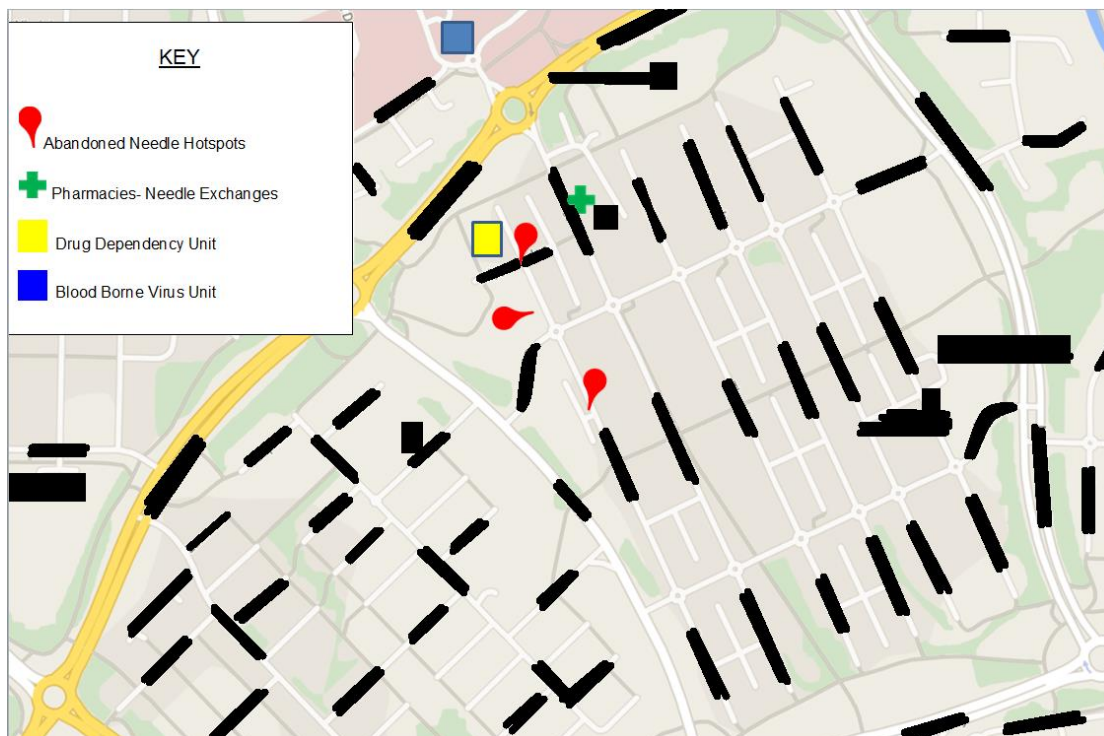 KEY
Abandoned Needle Hotspots
Pharmacies- Needle Exchanges
Drug Dependency Unit
Blood Borne Virus Unit